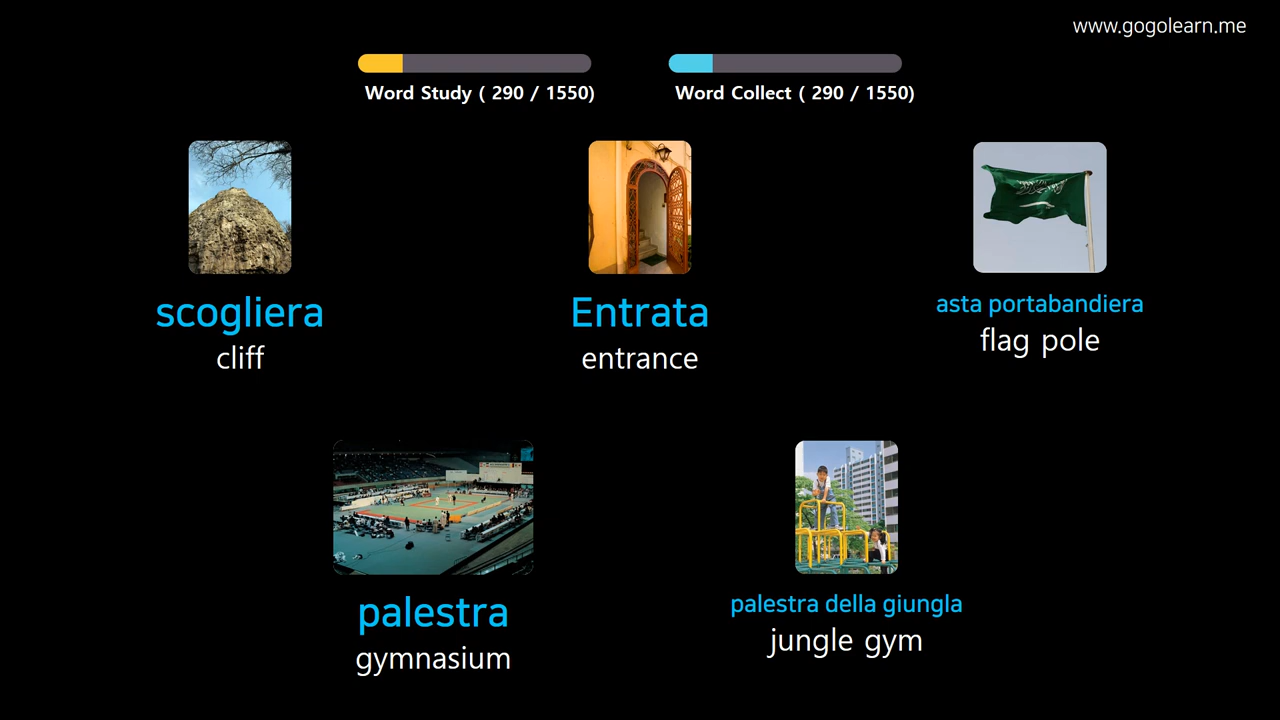 www.gogolearn.me
Word Study ( 290 / 1550)
Word Collect ( 290 / 1550)
scogliera
cliff
Entrata
entrance
asta portabandiera
flag pole
palestra
gymnasium
palestra della giungla
jungle gym